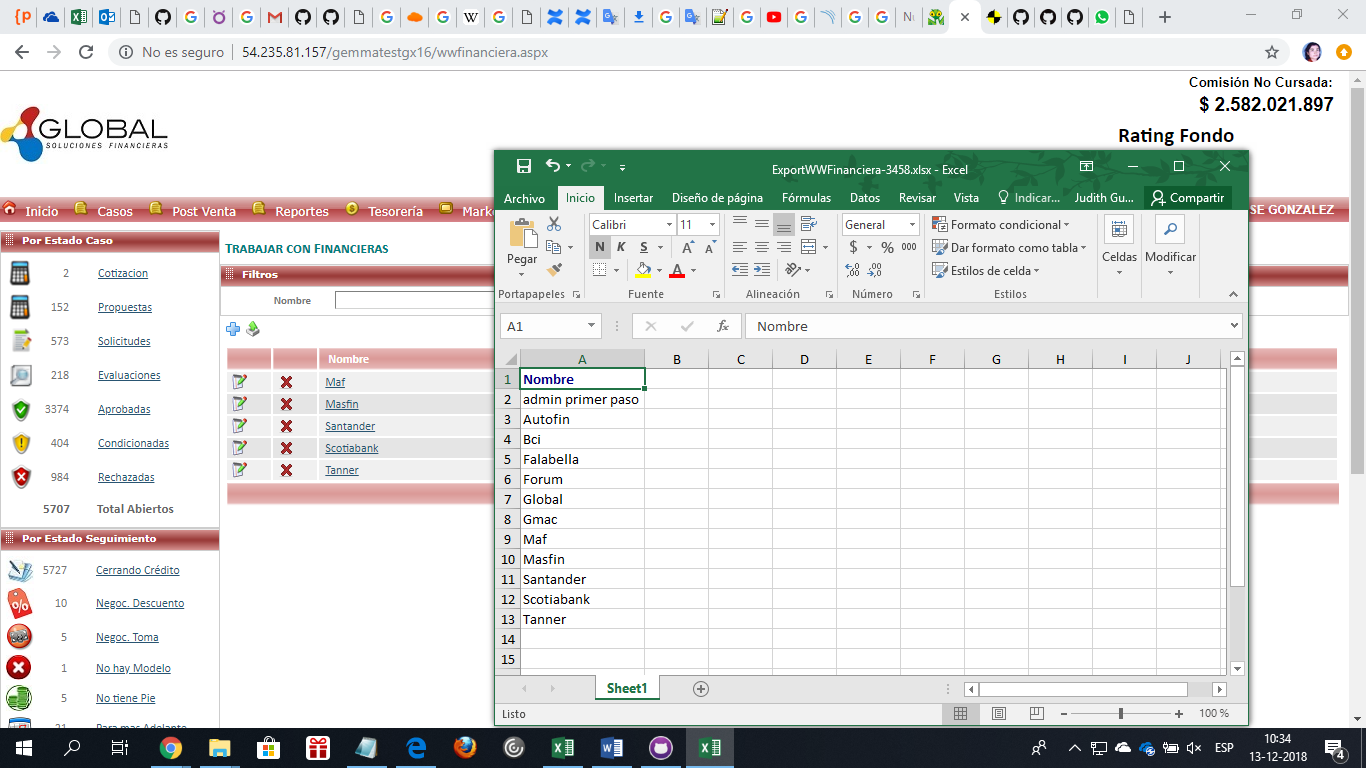 No es seguro | 54.235.81.157/gemmatestgx16/wwfinanciera.aspx
Comisión No Cursada:
$ 2.582.021.897
Rating Fondo
GLOBAL
SOLUCIONES FINANCIERAS
Inicio Casos Post Venta Reportes Tesorería
SE GONZALEZ
Por Estado Caso
2 Cotizacion
152 Propuestas
573 Solicitudes
218 Evaluaciones
3374 Aprobadas
404 Condicionadas
984 Rechazadas
5707 Total Abiertos
Por Estado Seguimiento
5727 Cerrando Crédito
10 Negoc. Descuento
5 Negoc. Toma
1 No hay Modelo
5 No tiene Pie
21 Para mas Adelante
TRABAJAR CON FINANCIERAS
Filtros
Nombre
Nombre
Maf
Masfin
Santander
Scotiabank
Tanner
ExportWWFinanciera-3458.xlsx - Excel
Archivo Inicio Insertar Diseño de página Fórmulas Datos Revisar Vista Indicar... Judith Gu... Compartir
Pegar
Calibri 11
N K S
General
$ % 000
Formato condicional
Dar formato como tabla
Estilos de celda
Celdas
Modificar
Portapapeles Fuente Alineación Número Estilos
A1 fx Nombre
A B C D E F G H I J
1 Nombre
2 admin primer paso
3 Autofin
4 Bci
5 Falabella
6 Forum
7 Global
8 Gmac
9 Maf
10 Masfin
11 Santander
12 Scotiabank
13 Tanner
14
15
Sheet1
Listo
100 %
ESP
10:34
13-12-2018
4